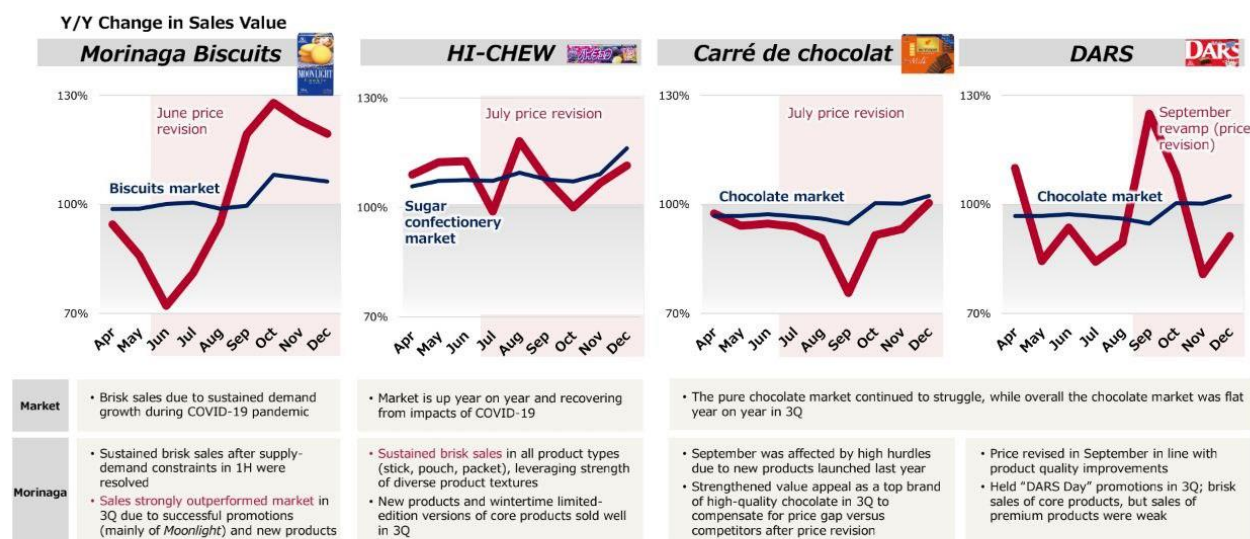 Y/Y Change in Sales Value
Morinaga Biscuits
MOONLIGHT
130%
June price
revision
Biscuits market
100%
70%
Apr
May
Jun
Jul
Aug
Sep
Oct
Nov
Dec
HI-CHEW
ハイチュウ
130%
July price revision
100%
Sugar
confectionery
market
70%
Apr
May
Jun
Jul
Aug
Sep
Oct
Nov
Dec
Carré de chocolat
130%
July price revision
Chocolate market
100%
70%
Apr
May
Jun
Jul
Aug
Sep
Oct
Nov
Dec
DARS
DARS
130%
September
revamp (price
revision)
Chocolate market
100%
70%
Apr
May
Jun
Jul
Aug
Sep
Oct
Nov
Dec
Market
• Brisk sales due to sustained demand
growth during COVID-19 pandemic
• Market is up year on year and recovering
from impacts of COVID-19
• The pure chocolate market continued to struggle, while overall the chocolate market was flat
year on year in 3Q
Morinaga
• Sustained brisk sales after supply-
demand constraints in 1H were
resolved
• Sales strongly outperformed market in
3Q due to successful promotions
(mainly of Moonlight) and new products
• Sustained brisk sales in all product types
(stick, pouch, packet), leveraging strength
of diverse product textures
• New products and wintertime limited-
edition versions of core products sold well
in 3Q
• September was affected by high hurdles
due to new products launched last year
• Strengthened value appeal as a top brand
of high-quality chocolate in 3Q to
compensate for price gap versus
competitors after price revision
• Price revised in September in line with
product quality improvements
• Held "DARS Day" promotions in 3Q; brisk
sales of core products, but sales of
premium products were weak